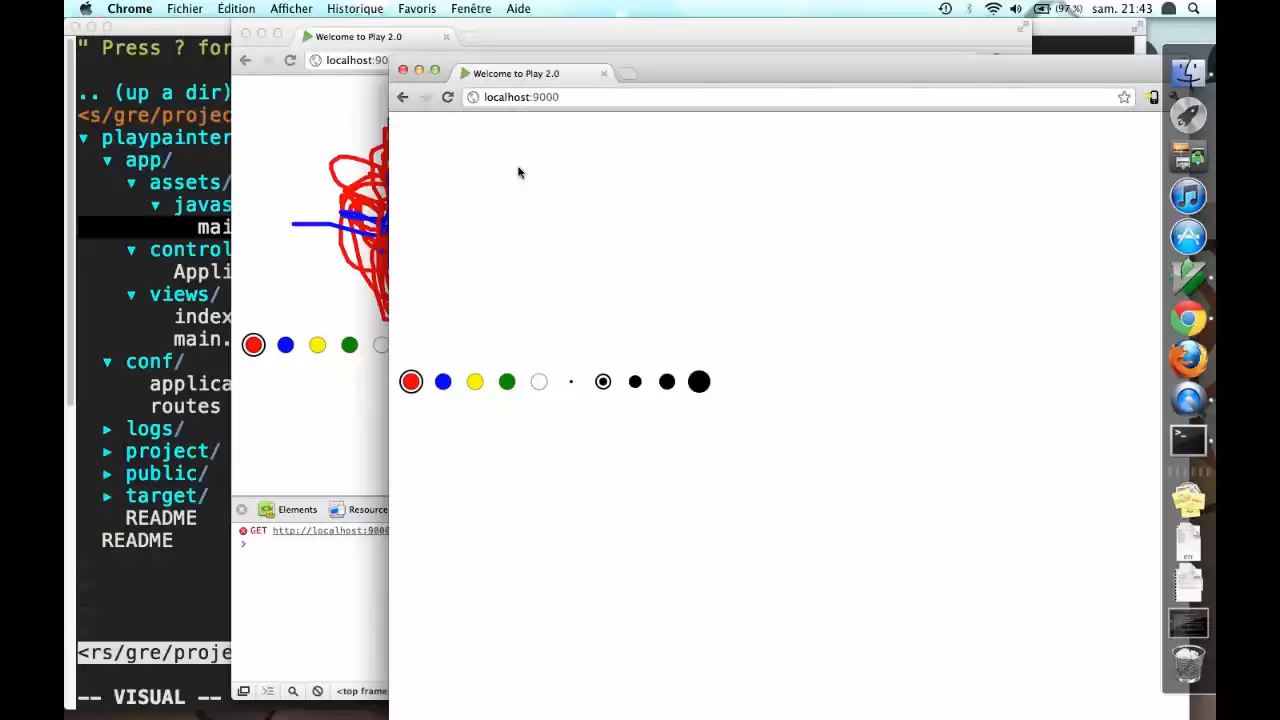 Chrome Fichier Édition Afficher Historique Favoris Fenêtre Aide (97 %) sam. 21:43
" Press ? for
.. (up a dir)
<s/gre/projec
▼ playpainter
▼ app/
▼ assets/
▼ javas
mai
▼ control
Appli
▼ views/
index
main.
▼ conf/
applica
routes
▶ logs/
▶ project/
▶ public/
▶ target/
README
README
<rs/gre/proje
-- VISUAL --
Welcome to Play 2.0
localhost:90
Elements Resource
GET http://localhost:9000
>
<top frame
Welcome to Play 2.0
localhost:9000
RTF